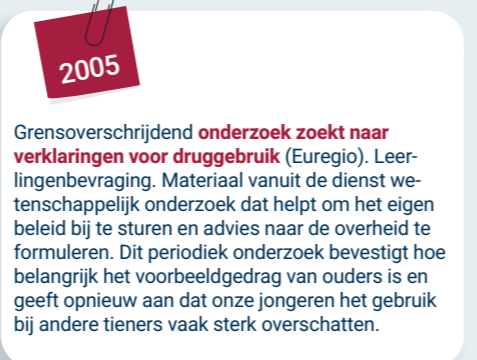 2005
Grensoverschrijdend onderzoek zoekt naar
verklaringen voor druggebruik (Euregio). Leer-
lingenbevraging. Materiaal vanuit de dienst we-
tenschappelijk onderzoek dat helpt om het eigen
beleid bij te sturen en advies naar de overheid te
formuleren. Dit periodiek onderzoek bevestigt hoe
belangrijk het voorbeeldgedrag van ouders is en
geeft opnieuw aan dat onze jongeren het gebruik
bij andere tieners vaak sterk overschatten.